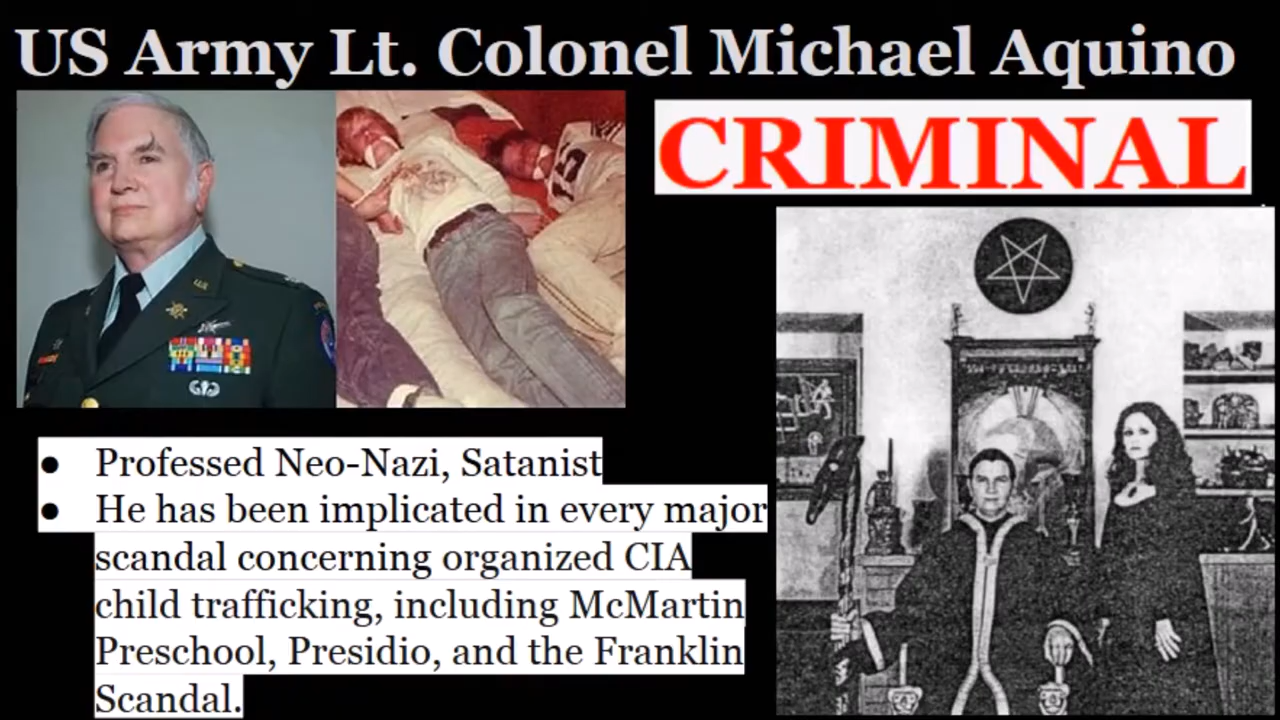 US Army Lt. Colonel Michael Aquino
CRIMINAL
● Professed Neo-Nazi, Satanist
● He has been implicated in every major
scandal concerning organized CIA
child trafficking, including McMartin
Preschool, Presidio, and the Franklin
Scandal.